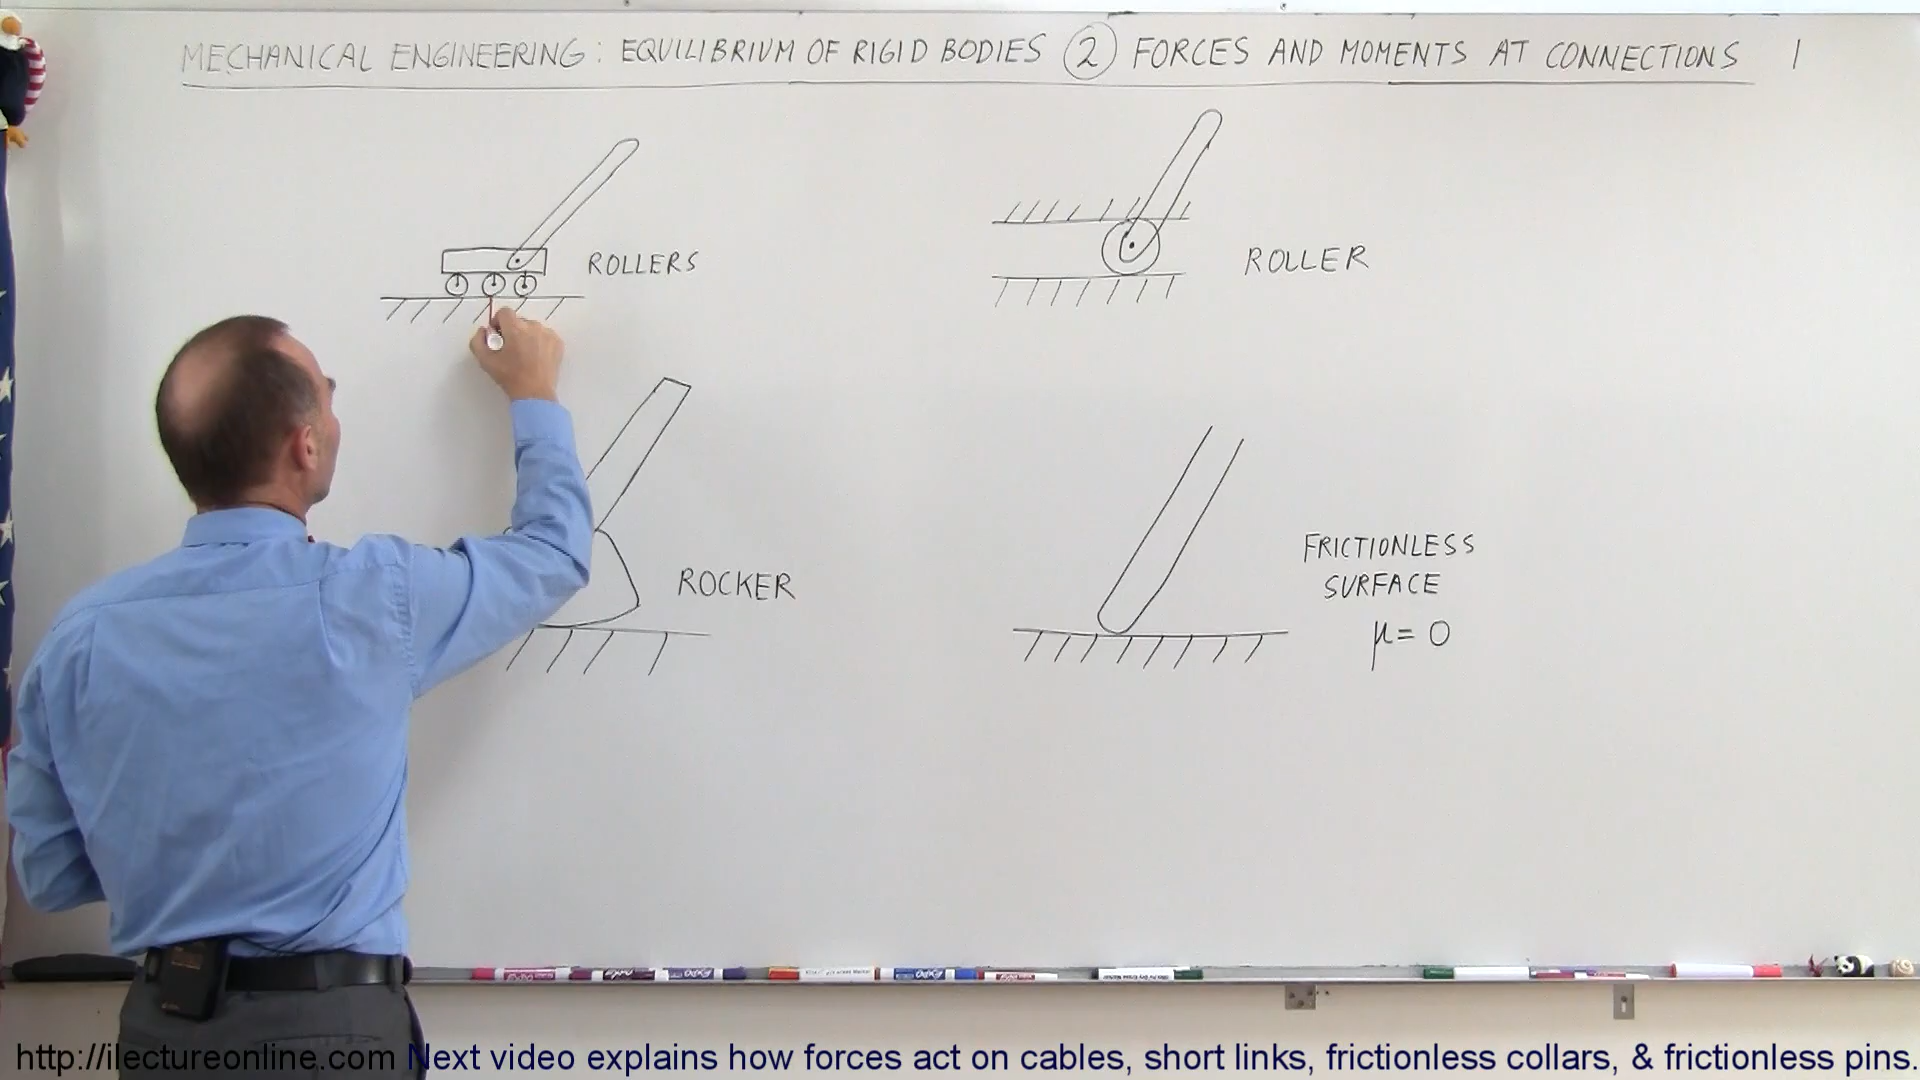 MECHANICAL ENGINEERING: EQUILIBRIUM OF RIGID BODIES 2 FORCES AND MOMENTS AT CONNECTIONS 1
ROLLERS
ROLLER
ROCKER
FRICTIONLESS
SURFACE
μ = 0
http://ilectureonline.com Next video explains how forces act on cables, short links, frictionless collars, & frictionless pins.